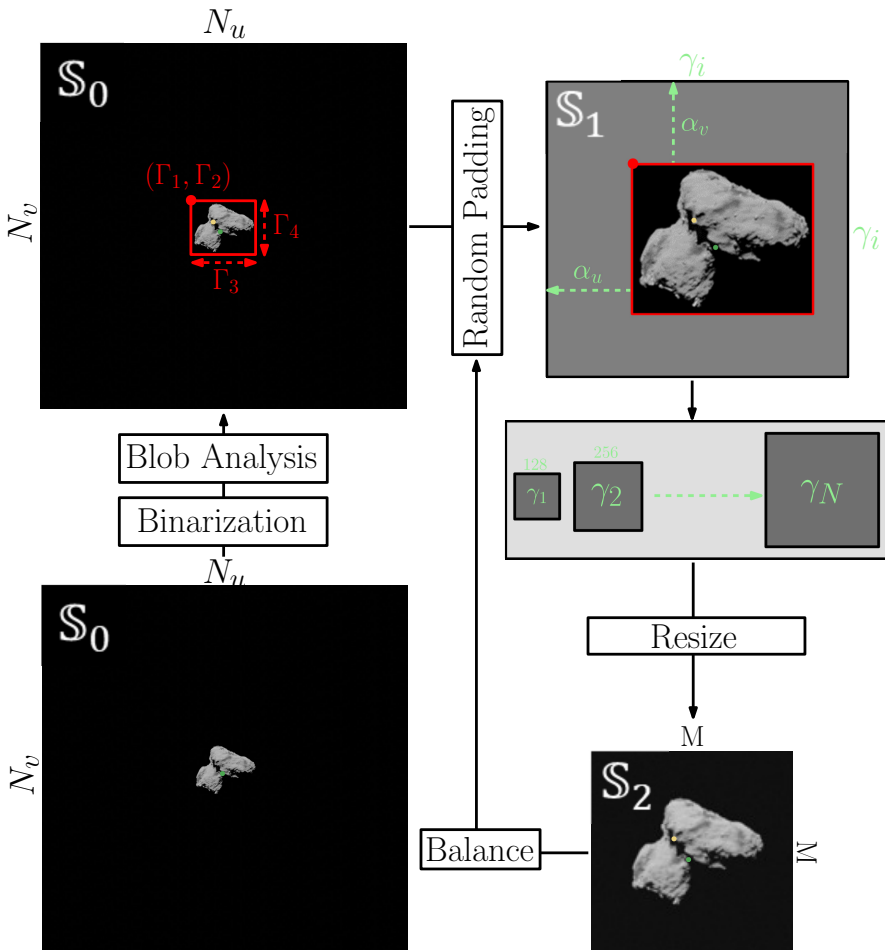 N_u
𝕊_0
N_v
(Γ_1, Γ_2)
Γ_4
Γ_3
Random Padding
γ_i
𝕊_1
α_v
γ_i
α_u
Blob Analysis
Binarization
128
256
γ_1
γ_2
γ_N
Resize
N_u
𝕊_0
N_v
Balance
M
𝕊_2
M